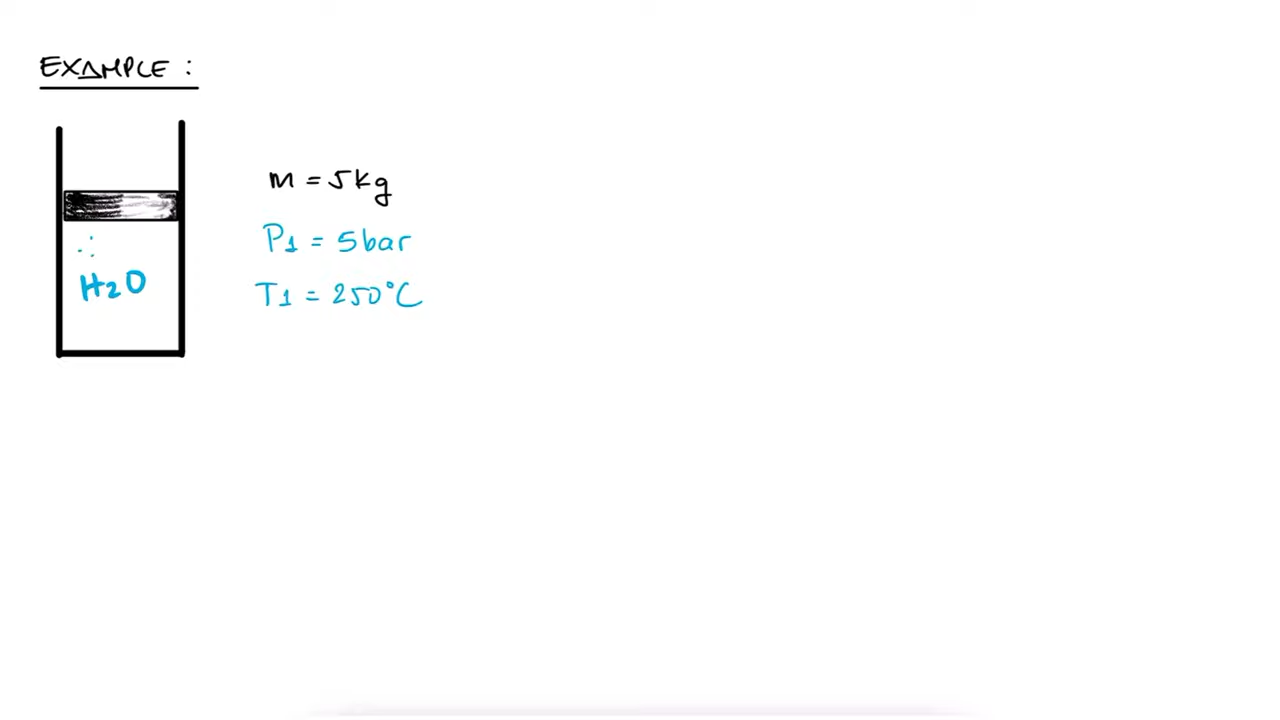 EXAMPLE :
m = 5kg
P1 = 5bar
H2O
T1 = 250°C